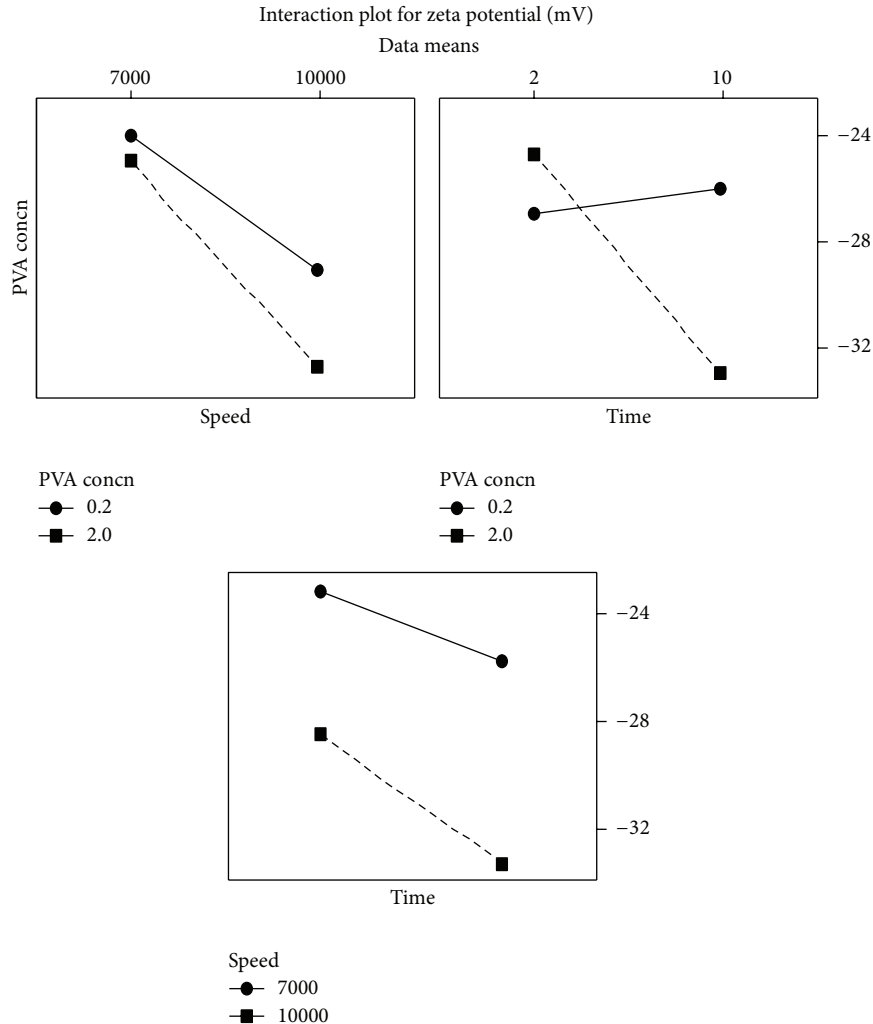 Interaction plot for zeta potential (mV)
Data means
7000 10000
2 10
PVA concn
−24
−28
−32
Speed
Time
PVA concn
0.2
2.0
PVA concn
0.2
2.0
−24
−28
−32
Time
Speed
7000
10000